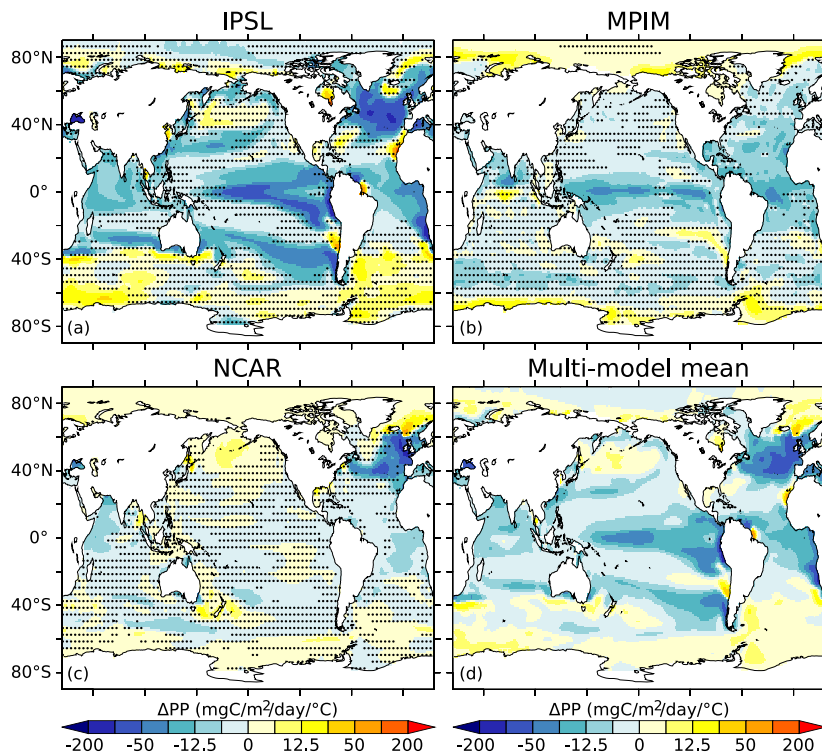 IPSL MPIM
80°N
40°N
0°
40°S
80°S
(a) (b)
NCAR Multi-model mean
80°N
40°N
0°
40°S
80°S
(c) (d)
ΔPP (mgC/m²/day/°C) ΔPP (mgC/m²/day/°C)
-200 -50 -12.5 0 12.5 50 200 -200 -50 -12.5 0 12.5 50 200